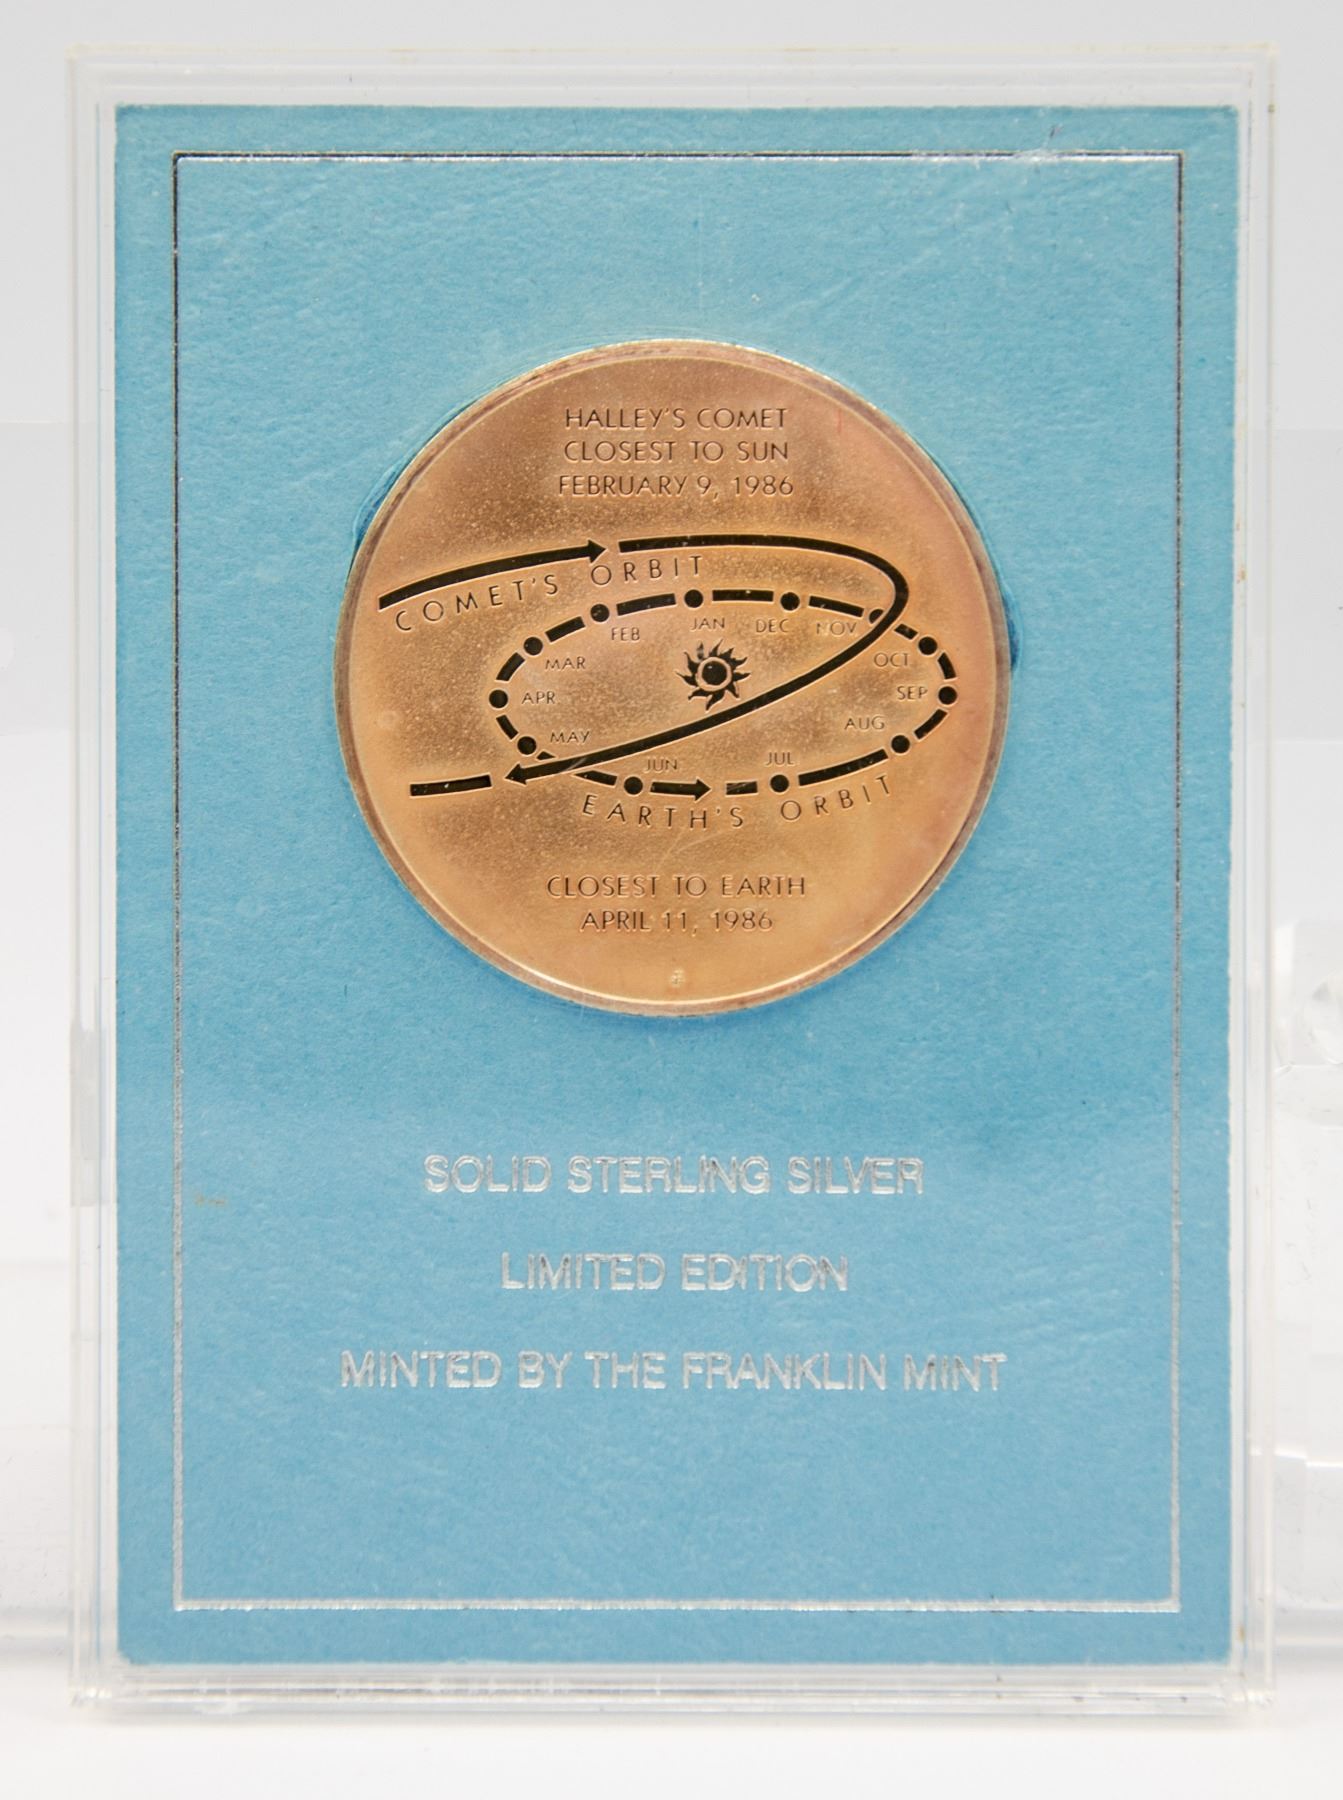 HALLEY'S COMET
CLOSEST TO SUN
FEBRUARY 9, 1986
COMET'S ORBIT
FEB
JAN
DEC
NOV
MAR
OCT
APR
SEP
MAY
AUG
JUN
JUL
EARTH'S ORBIT
CLOSEST TO EARTH
APRIL 11, 1986
SOLID STERLING SILVER
LIMITED EDITION
MINTED BY THE FRANKLIN MINT